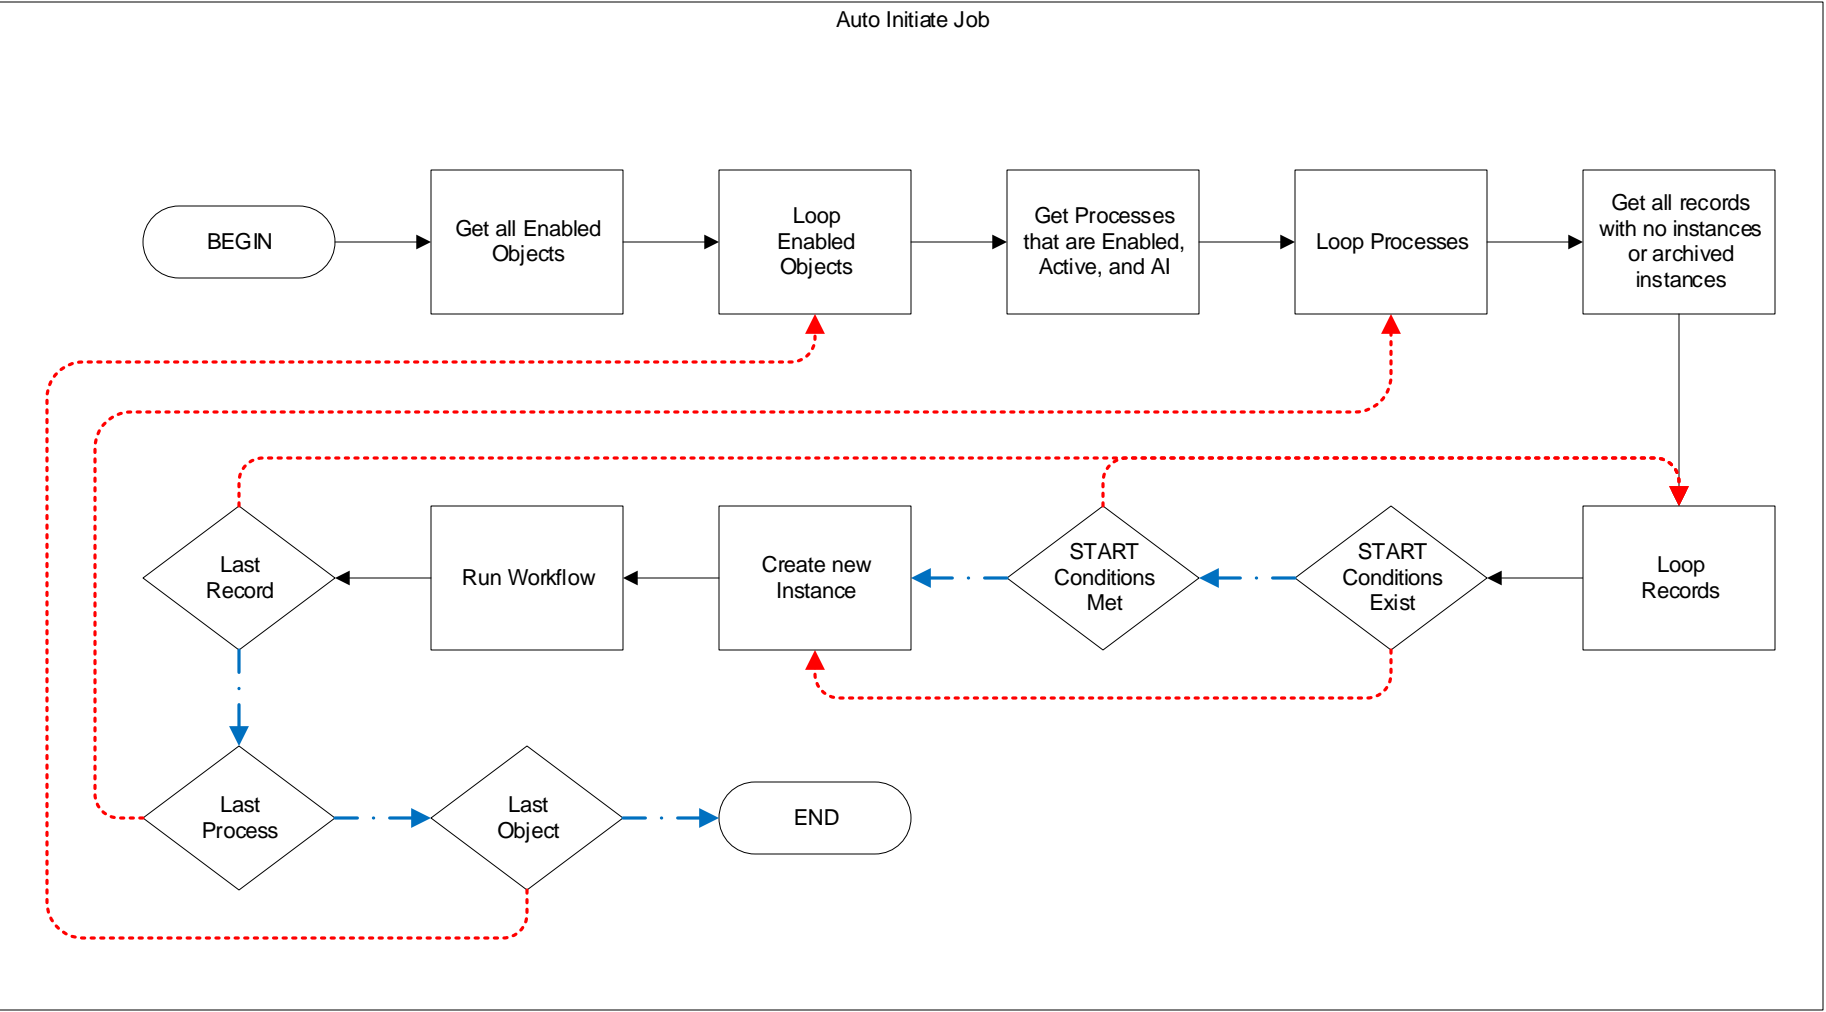 Auto Initiate Job
BEGIN
Get all Enabled
Objects
Loop
Enabled
Objects
Get Processes
that are Enabled,
Active, and AI
Loop Processes
Get all records
with no instances
or archived
instances
Last
Record
Run Workflow
Create new
Instance
START
Conditions
Met
START
Conditions
Exist
Loop
Records
Last
Process
Last
Object
END